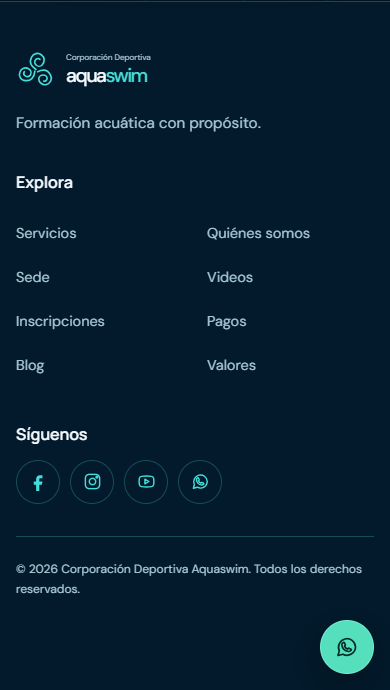 Corporación Deportiva
aquaswim
Formación acuática con propósito.
Explora
Servicios
Quiénes somos
Sede
Videos
Inscripciones
Pagos
Blog
Valores
Síguenos
© 2026 Corporación Deportiva Aquaswim. Todos los derechos
reservados.